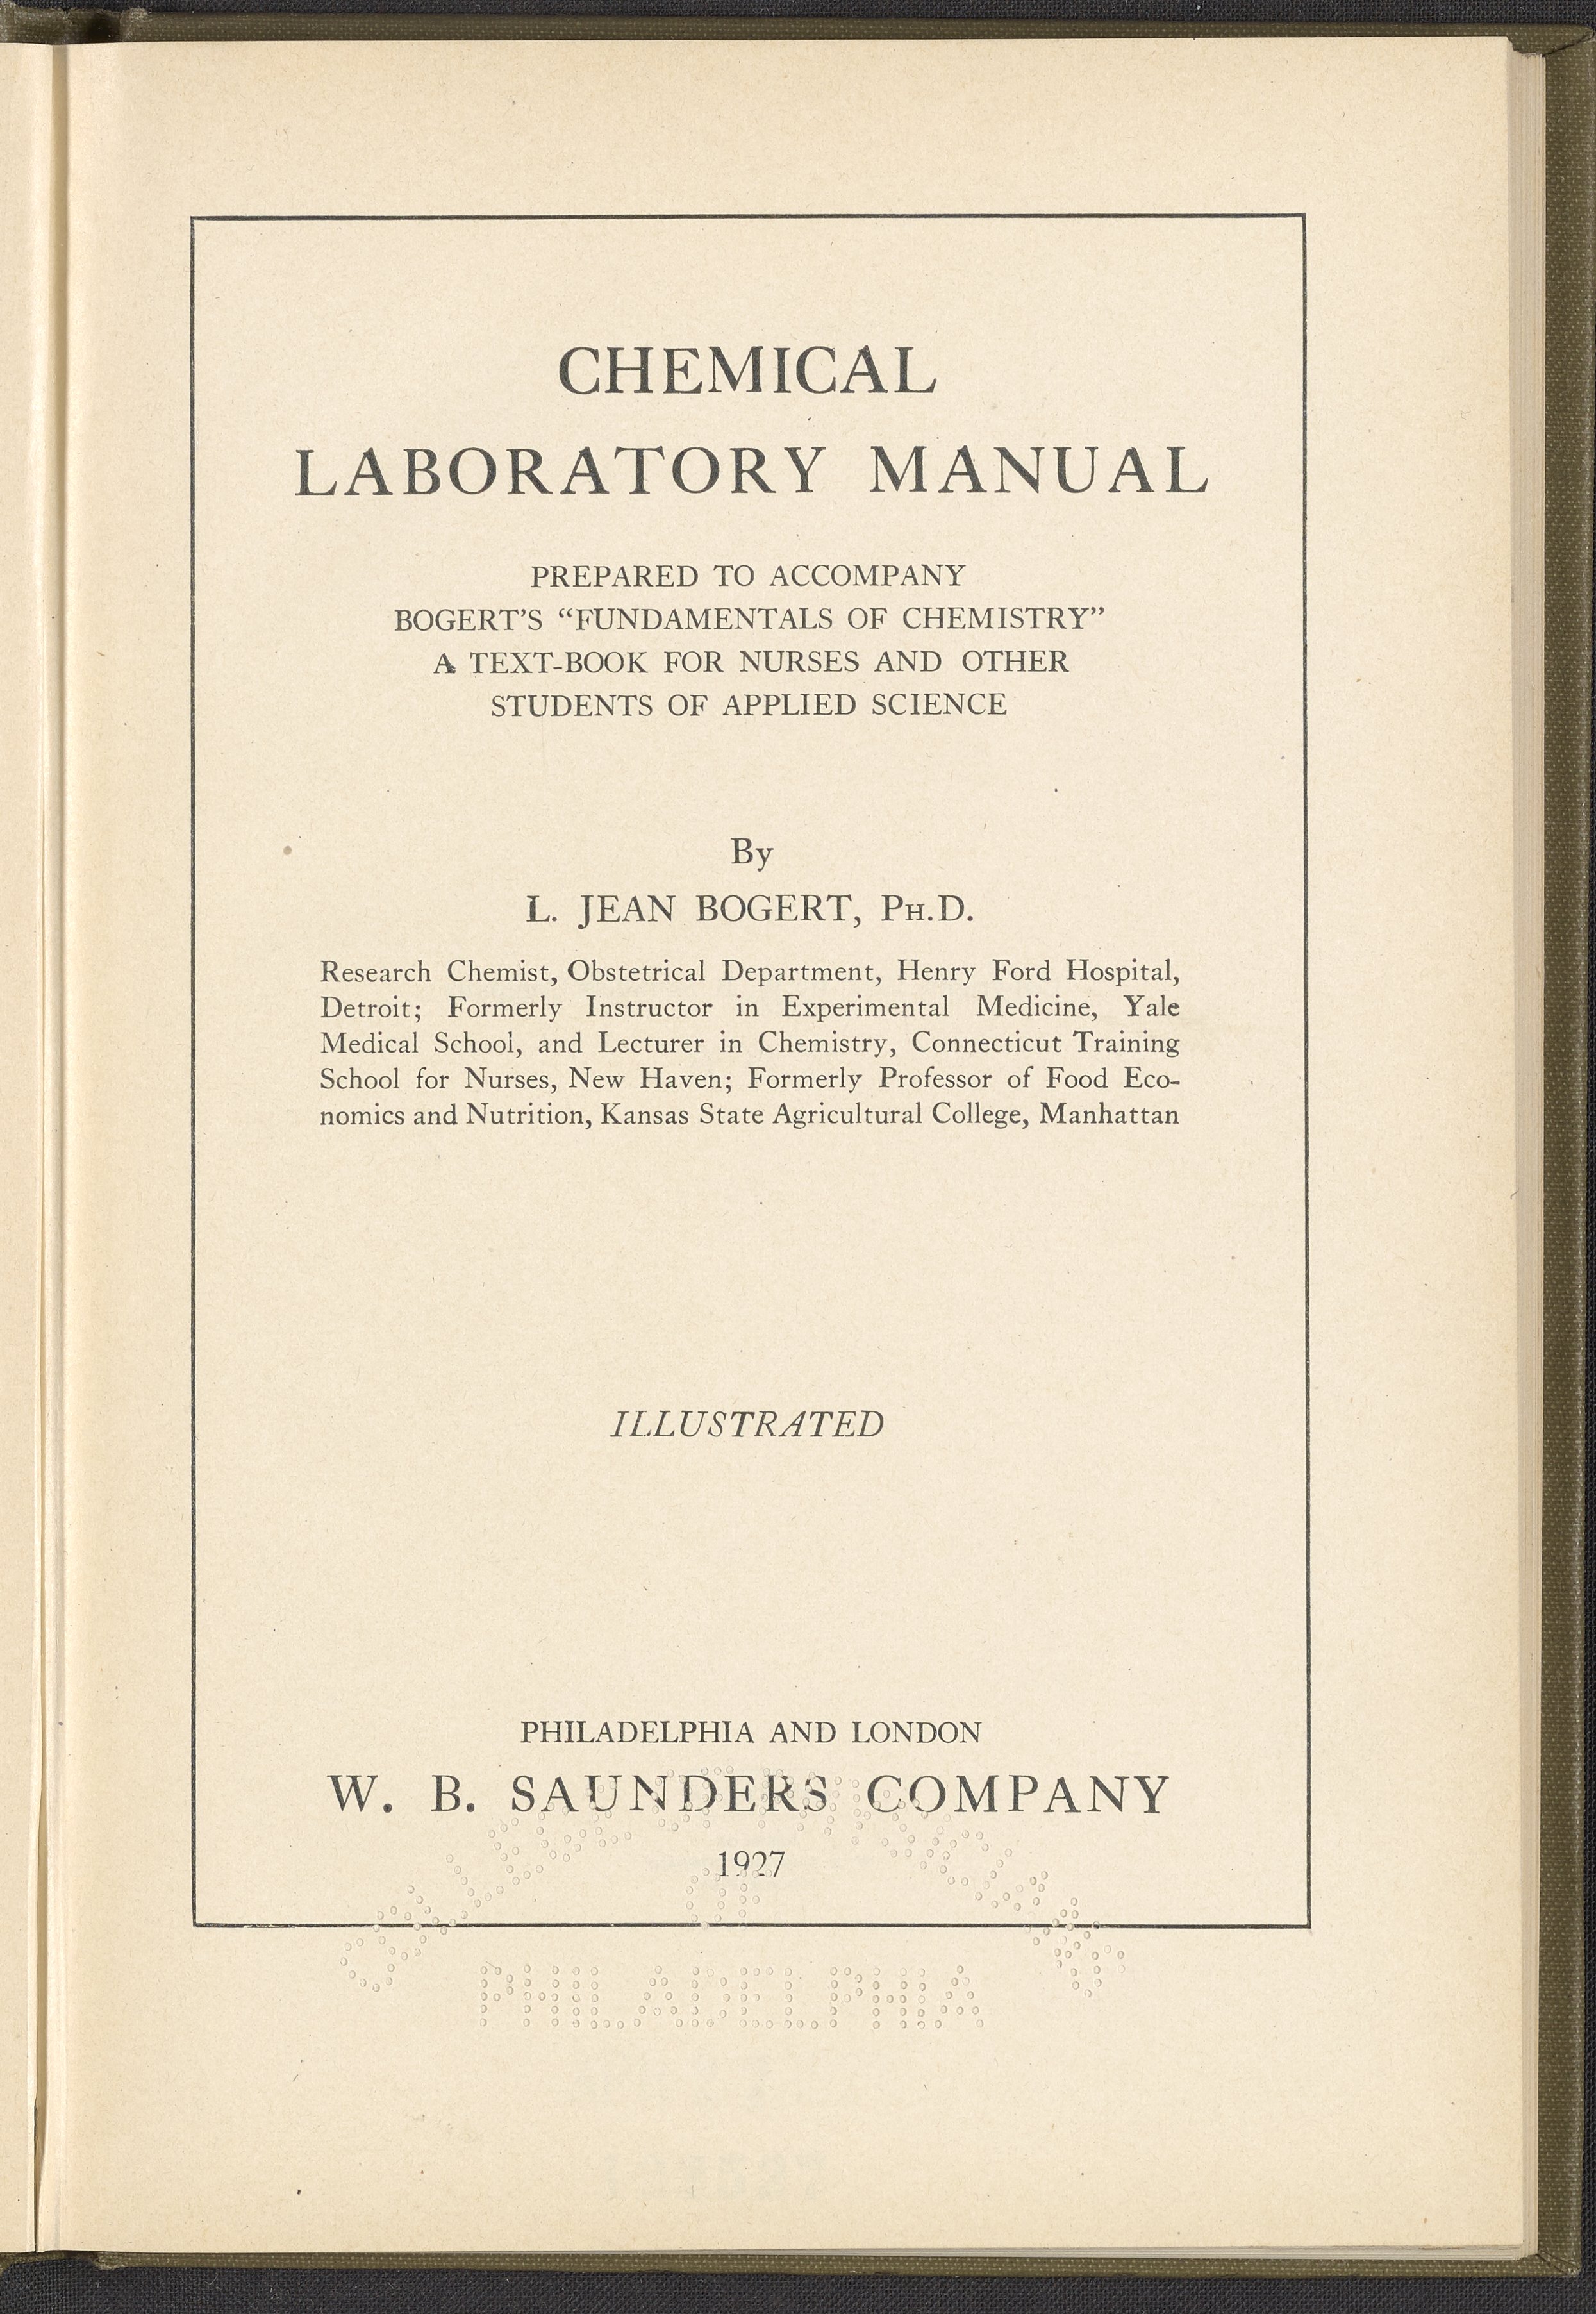 CHEMICAL
LABORATORY MANUAL
PREPARED TO ACCOMPANY
BOGERT'S “FUNDAMENTALS OF CHEMISTRY”
A TEXT-BOOK FOR NURSES AND OTHER
STUDENTS OF APPLIED SCIENCE
By
L. JEAN BOGERT, PH.D.
Research Chemist, Obstetrical Department, Henry Ford Hospital,
Detroit; Formerly Instructor in Experimental Medicine, Yale
Medical School, and Lecturer in Chemistry, Connecticut Training
School for Nurses, New Haven; Formerly Professor of Food Eco-
nomics and Nutrition, Kansas State Agricultural College, Manhattan
ILLUSTRATED
PHILADELPHIA AND LONDON
W. B. SAUNDERS COMPANY
1927
PHILADELPHIA